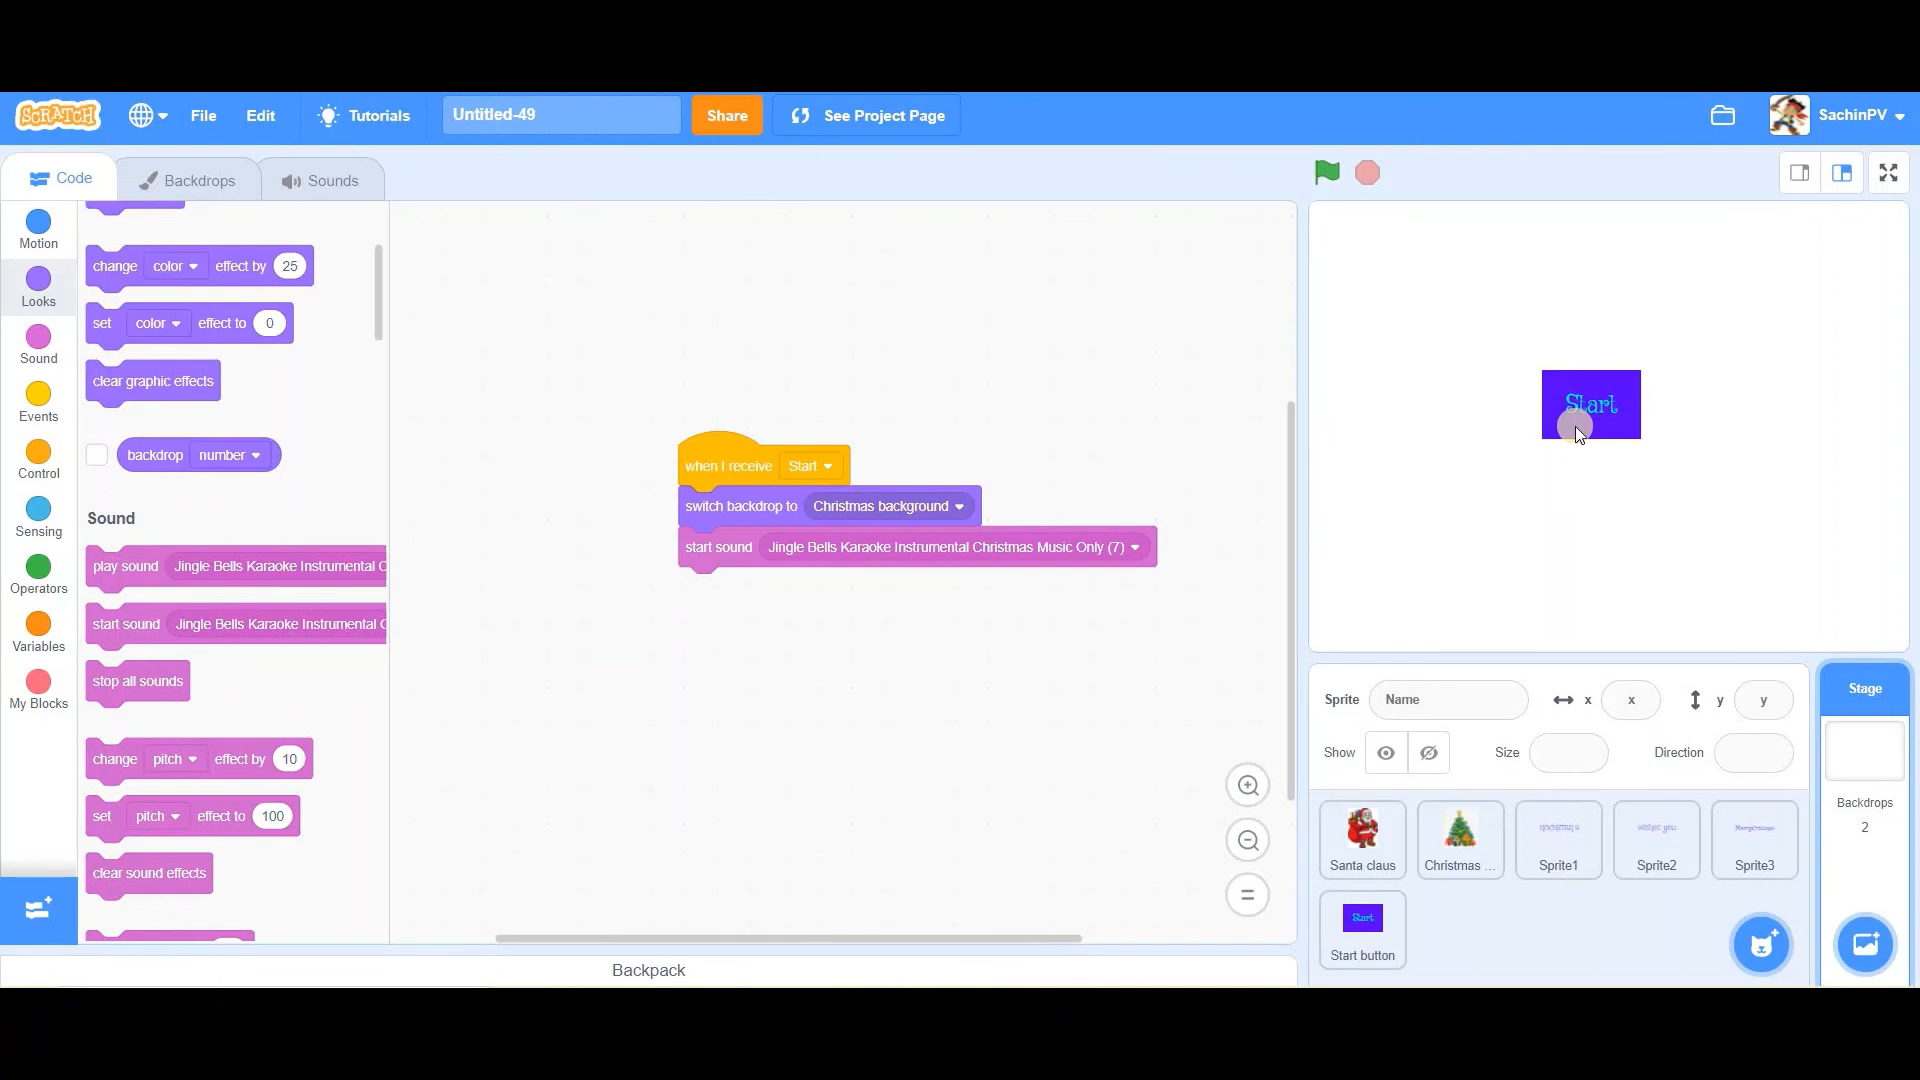 SCRATCH File Edit Tutorials Untitled-49 Share See Project Page SachinPV
Code Backdrops Sounds
Motion
Looks
Sound
Events
Control
Sensing
Operators
Variables
My Blocks
change color effect by 25
set color effect to 0
clear graphic effects
backdrop number
Sound
play sound Jingle Bells Karaoke Instrumental C
start sound Jingle Bells Karaoke Instrumental C
stop all sounds
change pitch effect by 10
set pitch effect to 100
clear sound effects
when I receive Start
switch backdrop to Christmas background
start sound Jingle Bells Karaoke Instrumental Christmas Music Only (7)
Backpack
Start
Sprite Name x x y y
Show Size Direction
Santa claus
Christmas ...
wishes you
Sprite1
Sprite2
Sprite3
Start
Start button
Stage
Backdrops
2